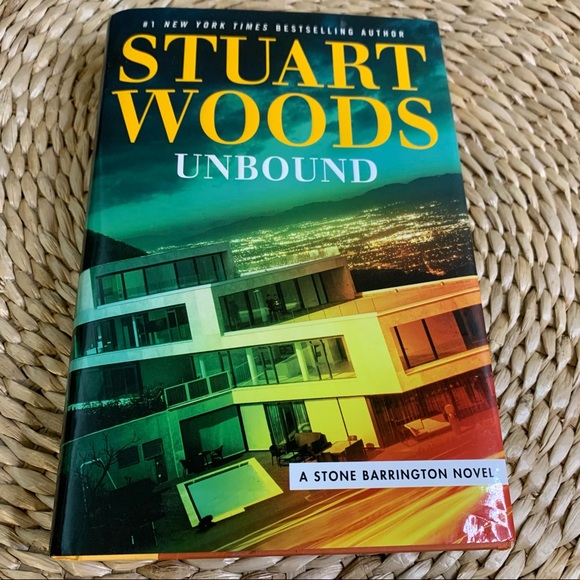 #1 NEW YORK TIMES BESTSELLING AUTHOR
STUART
WOODS
UNBOUND
A STONE BARRINGTON NOVEL